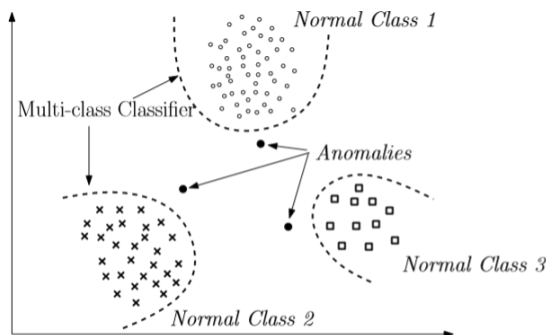 Normal Class 1
Multi-class Classifier
Anomalies
Normal Class 3
Normal Class 2